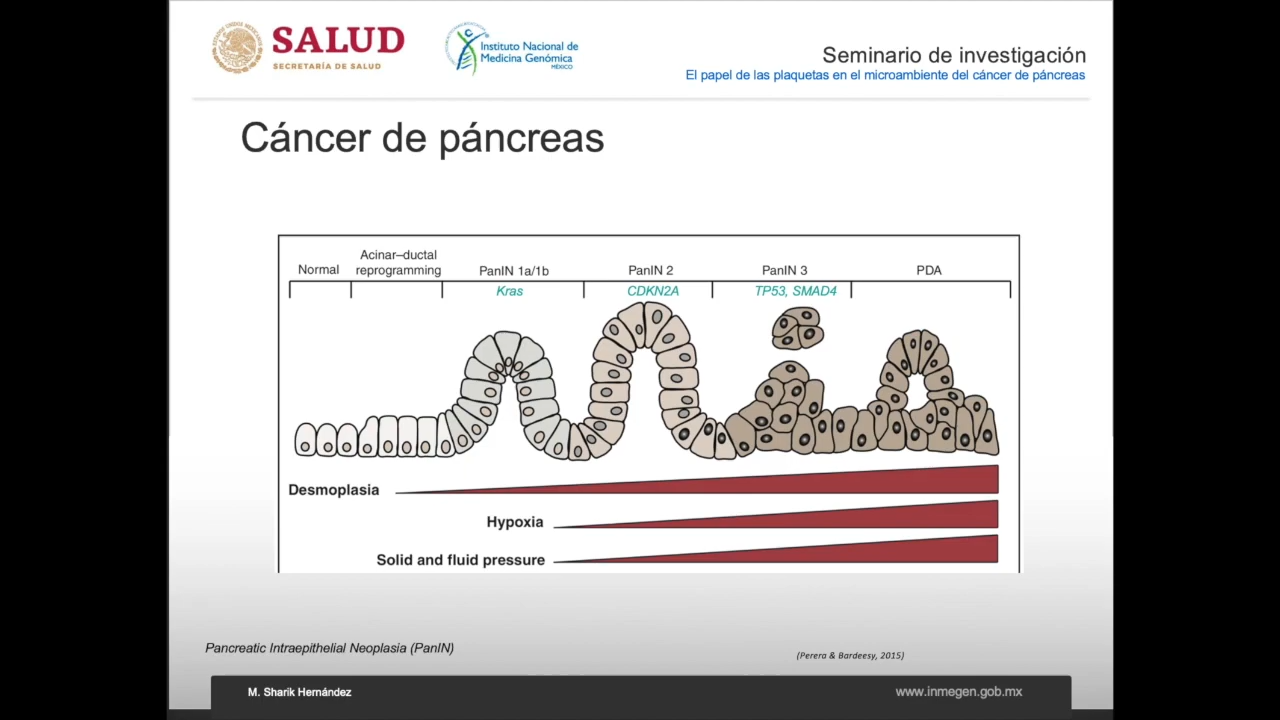 SALUD
SECRETARÍA DE SALUD
Instituto Nacional de
Medicina Genómica
MÉXICO
Seminario de investigación
El papel de las plaquetas en el microambiente del cáncer de páncreas
Cáncer de páncreas
Normal
Acinar–ductal
reprogramming
PanIN 1a/1b
PanIN 2
PanIN 3
PDA
Kras
CDKN2A
TP53, SMAD4
Desmoplasia
Hypoxia
Solid and fluid pressure
Pancreatic Intraepithelial Neoplasia (PanIN)
(Perera & Bardeesy, 2015)
M. Sharik Hernández
www.inmegen.gob.mx